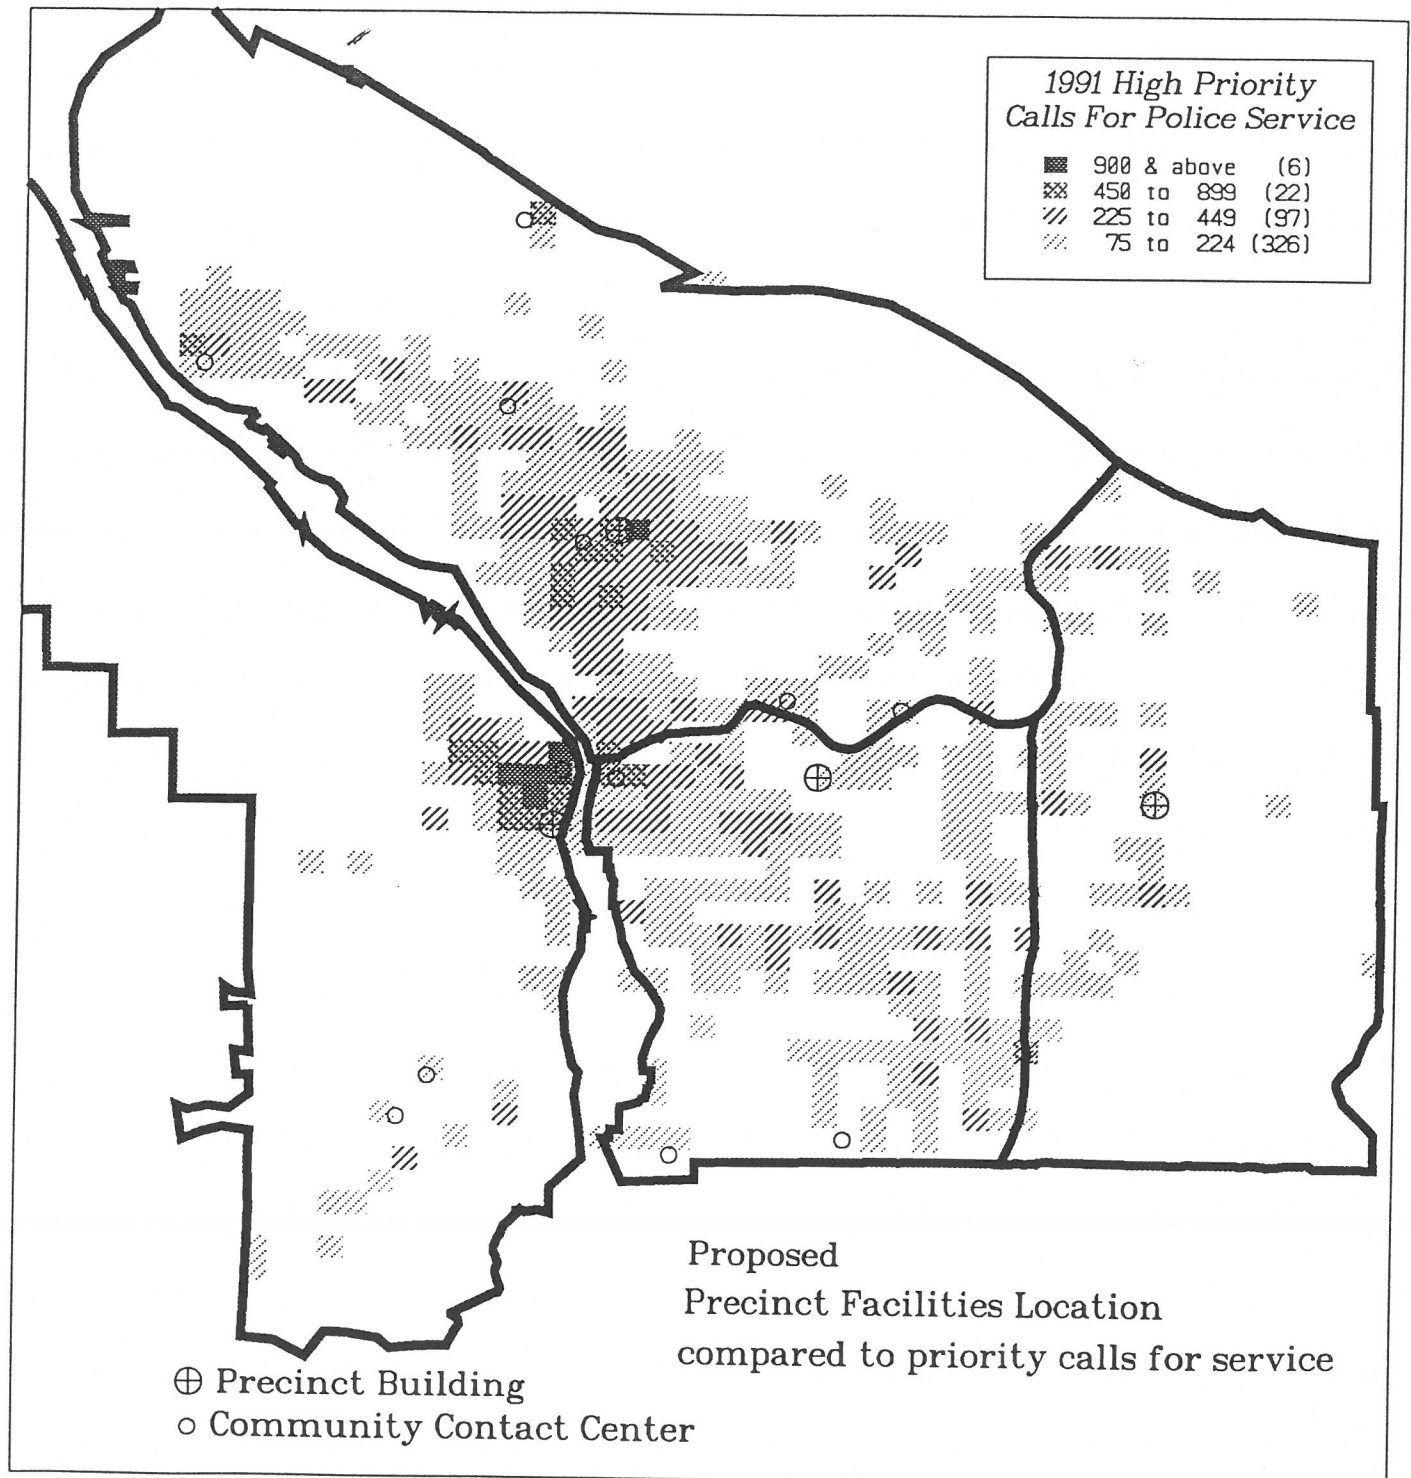 1991 High Priority
Calls For Police Service
900 & above (6)
450 to 899 (22)
225 to 449 (97)
75 to 224 (326)
Proposed
Precinct Facilities Location
compared to priority calls for service
Precinct Building
Community Contact Center